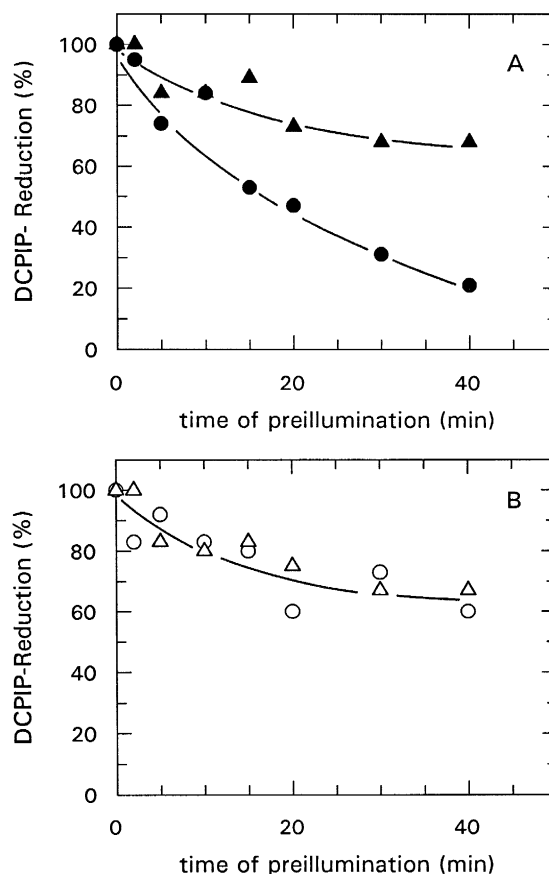 A
DCPIP- Reduction (%)
100
80
60
40
20
0
0 20 40
time of preillumination (min)
B
DCPIP-Reduction (%)
100
80
60
40
20
0
0 20 40
time of preillumination (min)